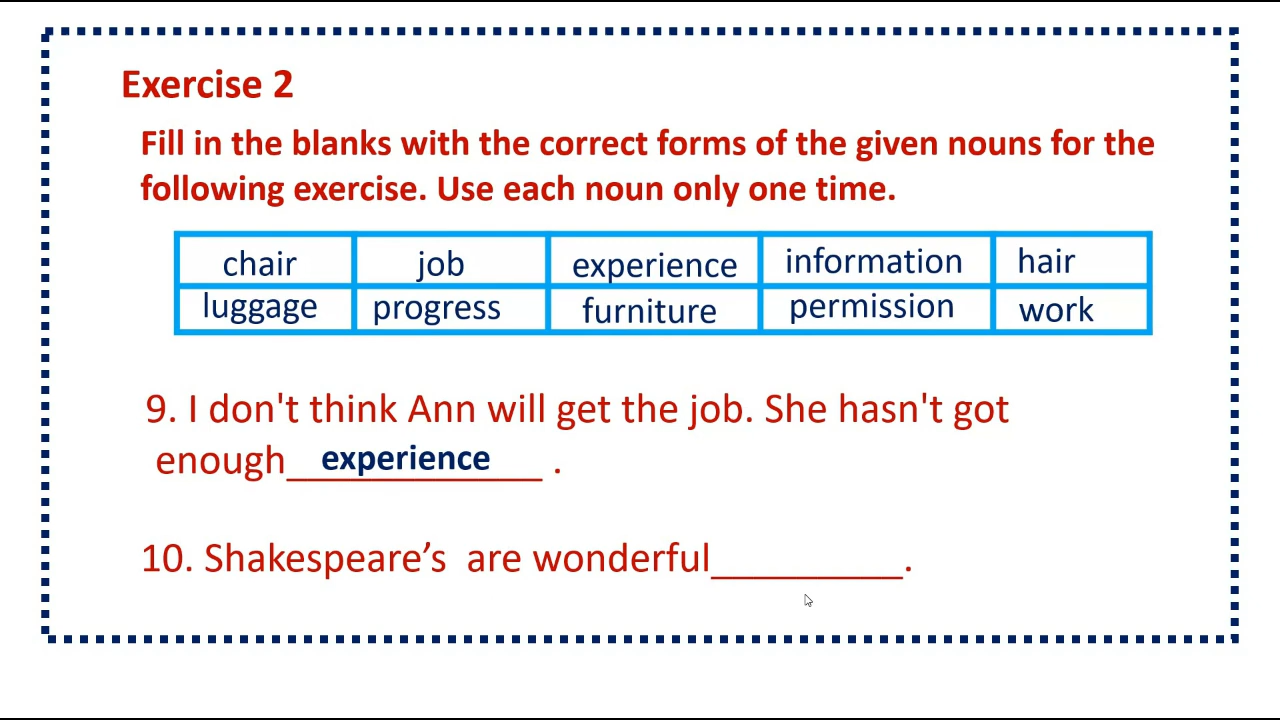 Exercise 2
Fill in the blanks with the correct forms of the given nouns for the
following exercise. Use each noun only one time.
chair job experience information hair
luggage progress furniture permission work
9. I don't think Ann will get the job. She hasn't got
enough experience .
10. Shakespeare’s  are wonderful_________.